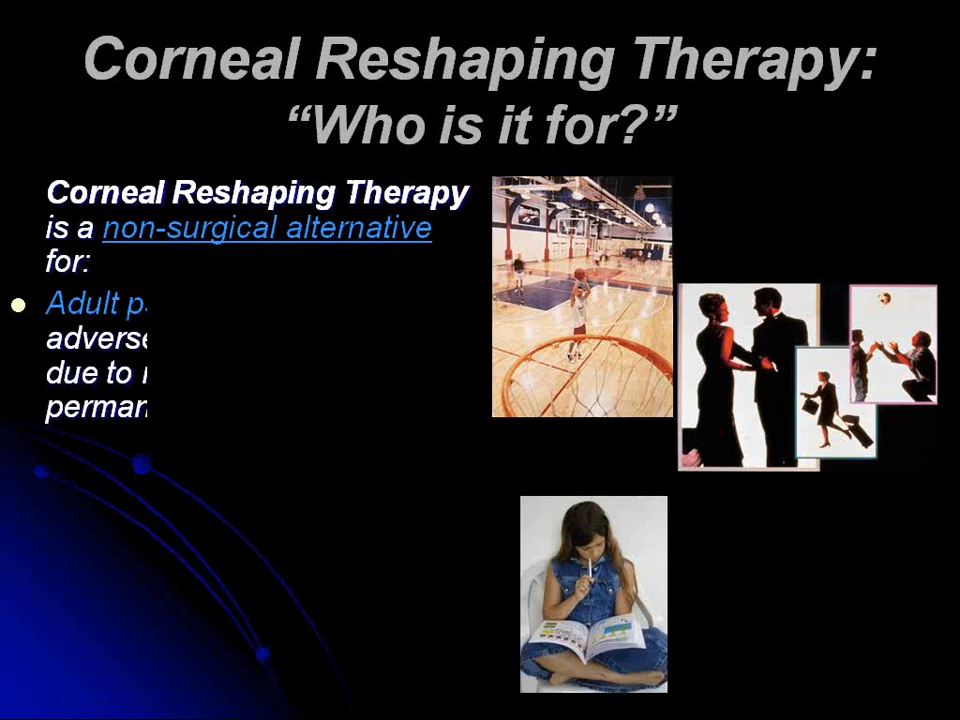 Corneal Reshaping Therapy:
“Who is it for?”
Corneal Reshaping Therapy
is a non-surgical alternative
for:
Adult
adverse
due to
perman